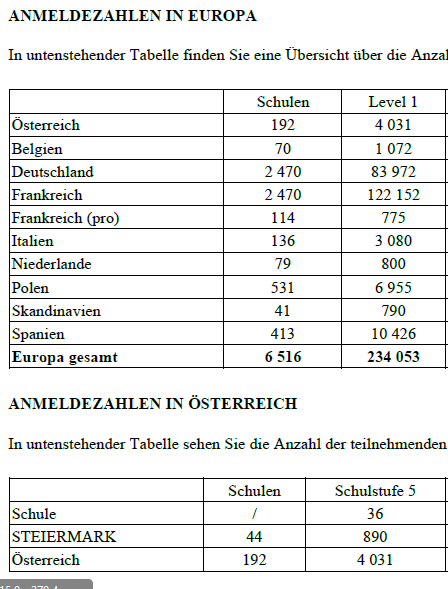 ANMELDEZAHLEN IN EUROPA
In untenstehender Tabelle finden Sie eine Übersicht über die
Schulen Level 1
Österreich 192 4 031
Belgien 70 1 072
Deutschland 2 470 83 972
Frankreich 2 470 122 152
Frankreich (pro) 114 775
Italien 136 3 080
Niederlande 79 800
Polen 531 6 955
Skandinavien 41 790
Spanien 413 10 426
Europa gesamt 6 516 234 053
ANMELDEZAHLEN IN ÖSTERREICH
In untenstehender Tabelle sehen Sie die Anzahl der teilnehmenden
Schulen Schulstufe 5
Schule / 36
STEIERMARK 44 890
Österreich 192 4 031